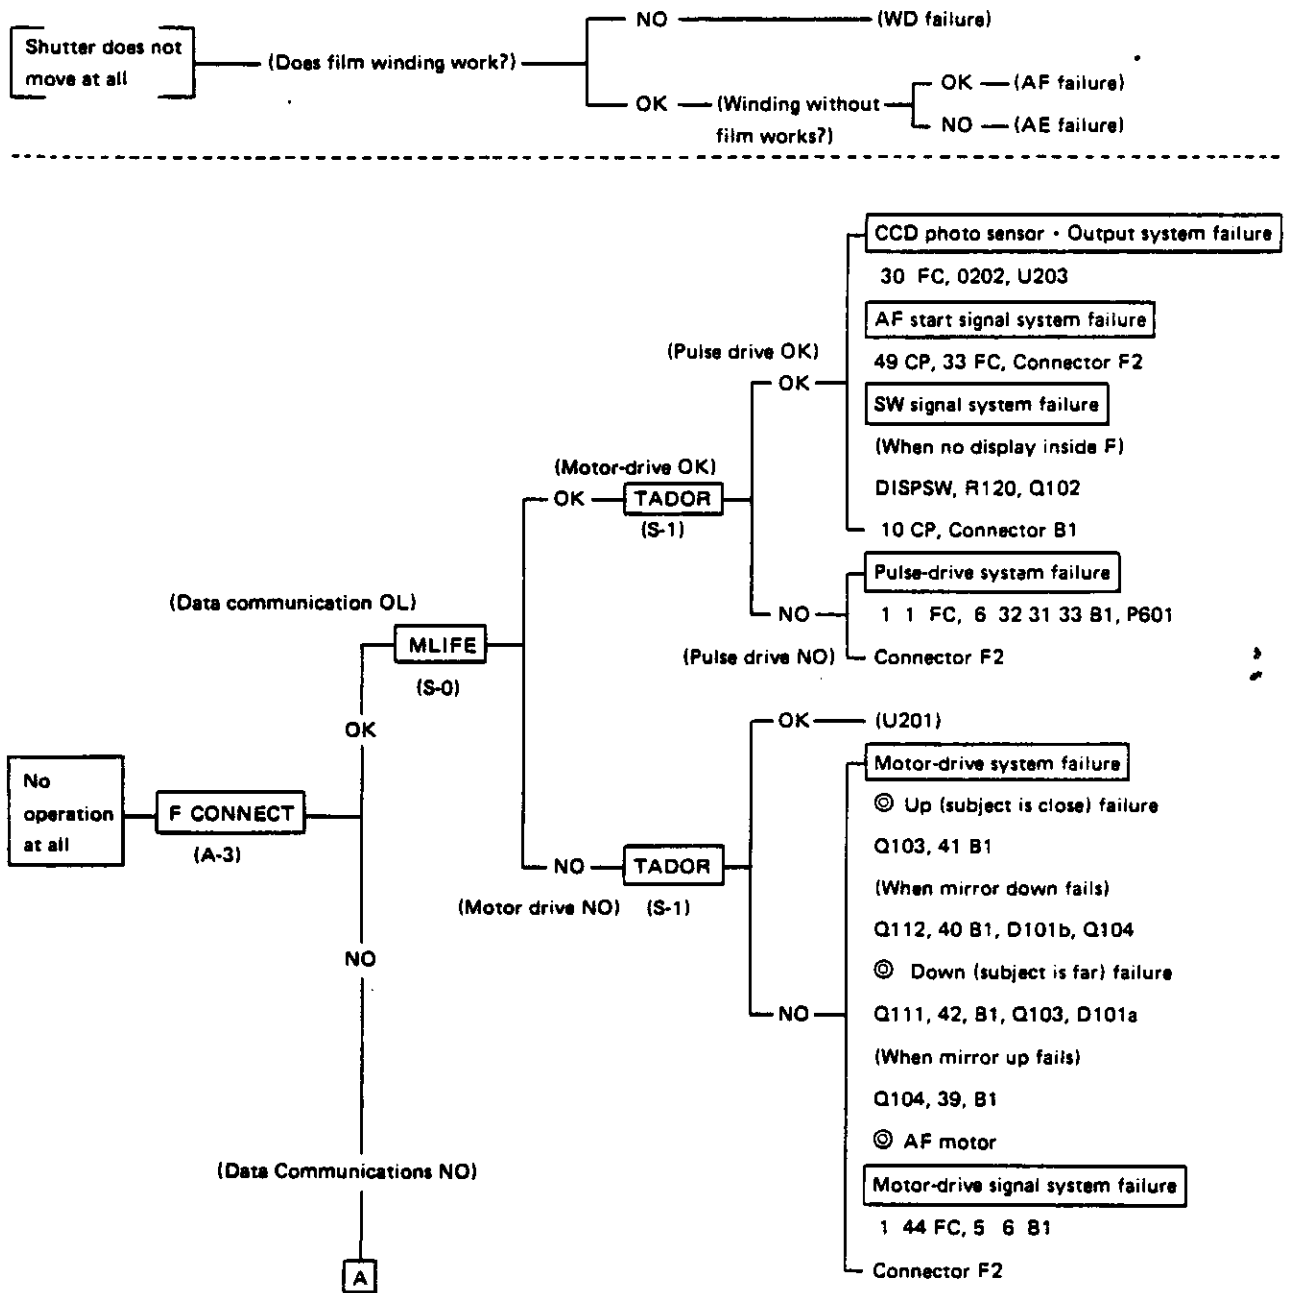 Shutter does not
move at all
(Does film winding work?)
NO
(WD failure)
OK
(Winding without
film works?)
OK
(AF failure)
NO
(AE failure)
CCD photo sensor · Output system failure
30 FC, 0202, U203
AF start signal system failure
(Pulse drive OK)
49 CP, 33 FC, Connector F2
OK
SW signal system failure
(When no display inside F)
(Motor-drive OK)
OK
TADOR
DISPSW, R120, Q102
(S-1)
10 CP, Connector B1
Pulse-drive system failure
(Data communication OL)
NO
1 1 FC, 6 32 31 33 B1, P601
MLIFE
(Pulse drive NO)
Connector F2
(S-0)
OK
OK
(U201)
No
operation
at all
F CONNECT
(A-3)
Motor-drive system failure
◎ Up (subject is close) failure
Q103, 41 B1
NO
TADOR
(When mirror down fails)
(Motor drive NO)
(S-1)
Q112, 40 B1, D101b, Q104
NO
◎ Down (subject is far) failure
NO
Q111, 42, B1, Q103, D101a
(When mirror up fails)
Q104, 39, B1
◎ AF motor
(Data Communications NO)
Motor-drive signal system failure
1 44 FC, 5 6 B1
A
Connector F2